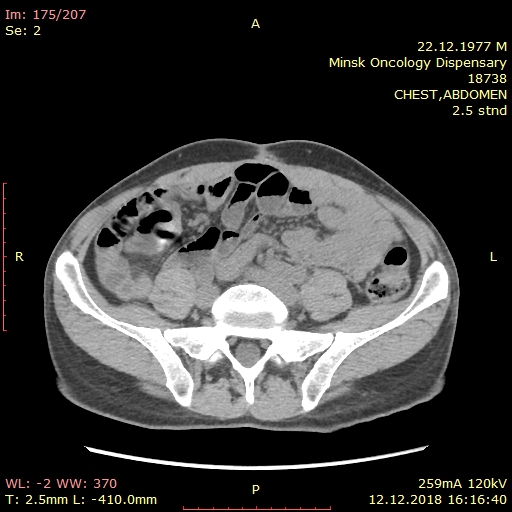 Im: 175/207
Se: 2
A
22.12.1977 M
Minsk Oncology Dispensary
18738
CHEST,ABDOMEN
2.5 stnd
R
L
WL: -2 WW: 370
T: 2.5mm L: -410.0mm
P
259mA 120kV
12.12.2018 16:16:40